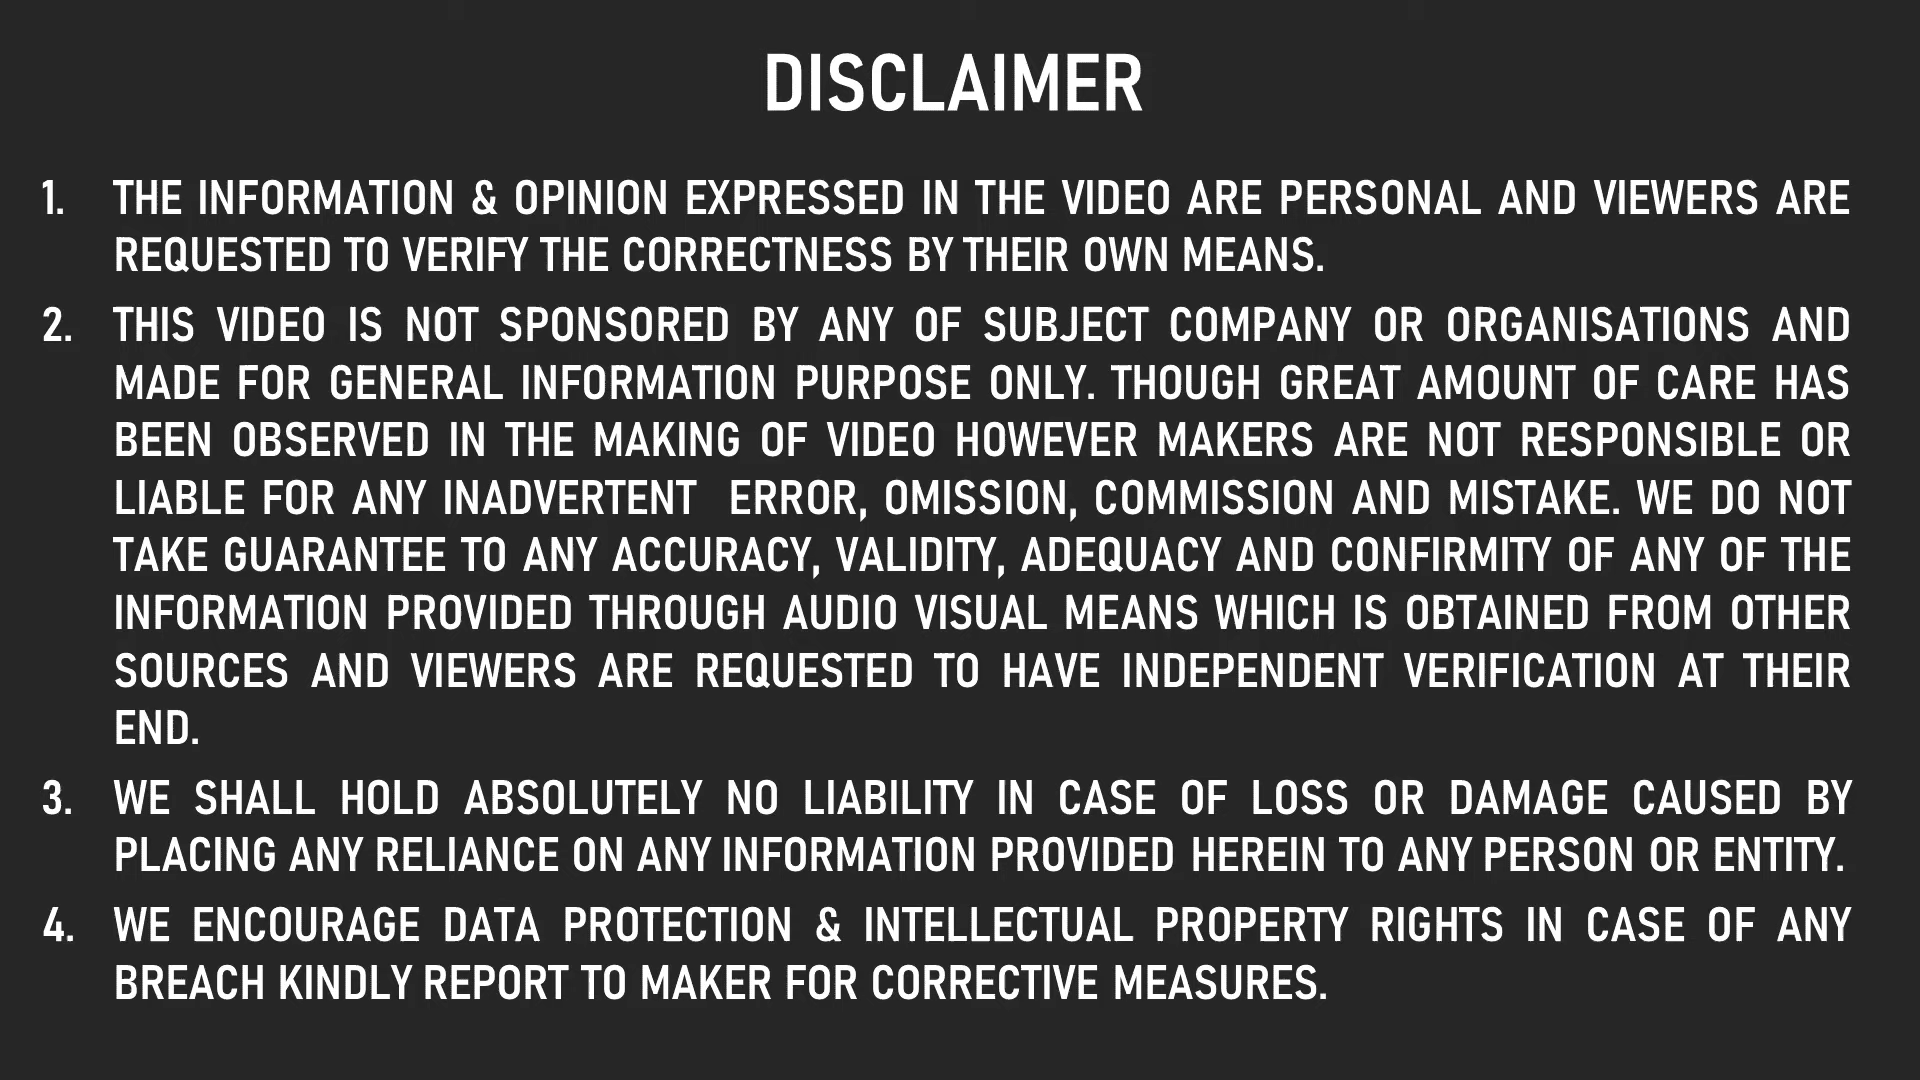 DISCLAIMER
1. THE INFORMATION & OPINION EXPRESSED IN THE VIDEO ARE PERSONAL AND VIEWERS ARE
REQUESTED TO VERIFY THE CORRECTNESS BY THEIR OWN MEANS.
2. THIS VIDEO IS NOT SPONSORED BY ANY OF SUBJECT COMPANY OR ORGANISATIONS AND
MADE FOR GENERAL INFORMATION PURPOSE ONLY. THOUGH GREAT AMOUNT OF CARE HAS
BEEN OBSERVED IN THE MAKING OF VIDEO HOWEVER MAKERS ARE NOT RESPONSIBLE OR
LIABLE FOR ANY INADVERTENT ERROR, OMISSION, COMMISSION AND MISTAKE. WE DO NOT
TAKE GUARANTEE TO ANY ACCURACY, VALIDITY, ADEQUACY AND CONFIRMITY OF ANY OF THE
INFORMATION PROVIDED THROUGH AUDIO VISUAL MEANS WHICH IS OBTAINED FROM OTHER
SOURCES AND VIEWERS ARE REQUESTED TO HAVE INDEPENDENT VERIFICATION AT THEIR
END.
3. WE SHALL HOLD ABSOLUTELY NO LIABILITY IN CASE OF LOSS OR DAMAGE CAUSED BY
PLACING ANY RELIANCE ON ANY INFORMATION PROVIDED HEREIN TO ANY PERSON OR ENTITY.
4. WE ENCOURAGE DATA PROTECTION & INTELLECTUAL PROPERTY RIGHTS IN CASE OF ANY
BREACH KINDLY REPORT TO MAKER FOR CORRECTIVE MEASURES.